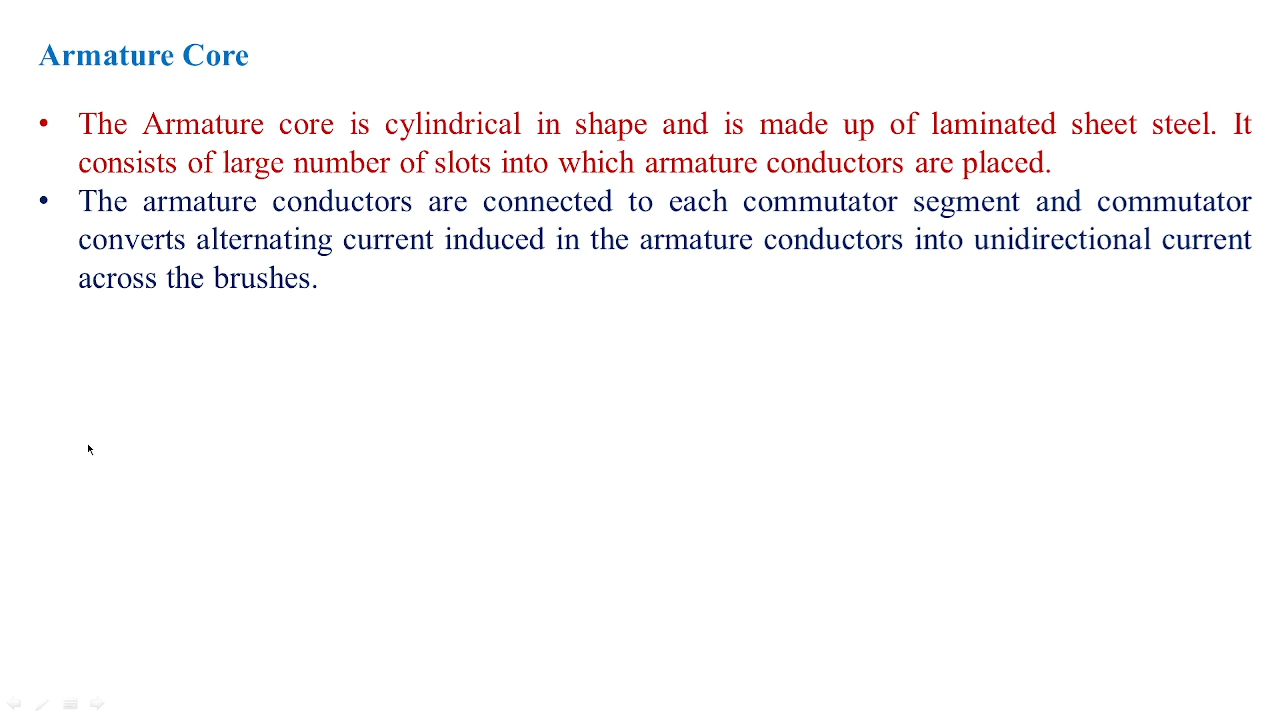 Armature Core
• The Armature core is cylindrical in shape and is made up of laminated sheet steel. It
consists of large number of slots into which armature conductors are placed.
• The armature conductors are connected to each commutator segment and commutator
converts alternating current induced in the armature conductors into unidirectional current
across the brushes.